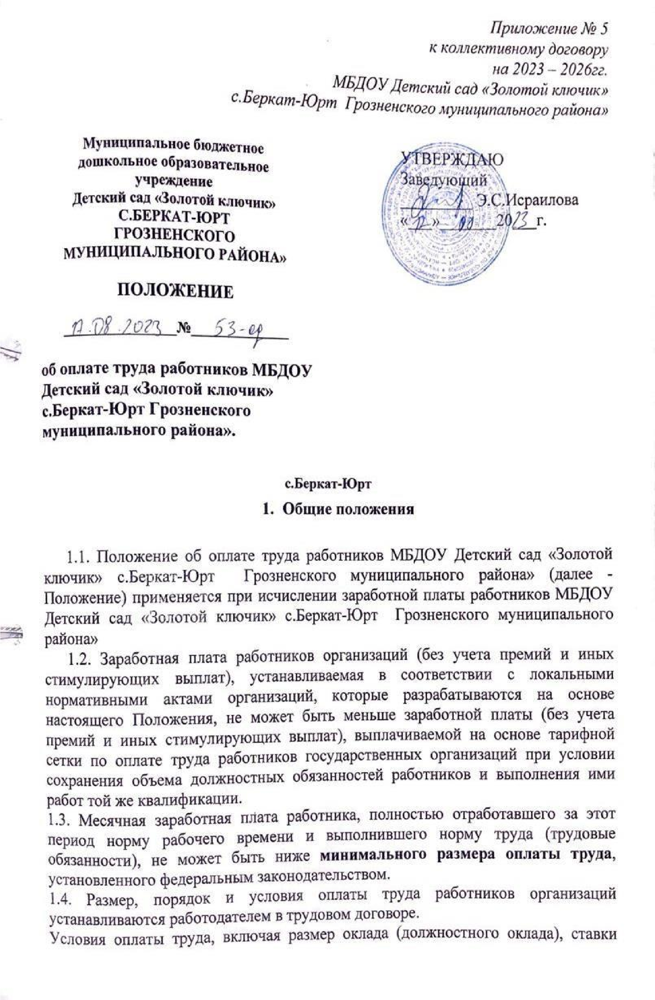 Приложение № 5
к коллективному договору
на 2023 – 2026гг.
МБДОУ Детский сад «Золотой ключик»
с.Беркат-Юрт Грозненского муниципального района»
Муниципальное бюджетное
дошкольное образовательное
учреждение
Детский сад «Золотой ключик»
С.БЕРКАТ-ЮРТ
ГРОЗНЕНСКОГО
МУНИЦИПАЛЬНОГО РАЙОНА»
УТВЕРЖДАЮ
Заведующий
Э.С.Исраилова
2023 г.
ПОЛОЖЕНИЕ
17.08.2023 № 53-од
об оплате труда работников МБДОУ
Детский сад «Золотой ключик»
с.Беркат-Юрт Грозненского
муниципального района».
с.Беркат-Юрт
1. Общие положения
1.1. Положение об оплате труда работников МБДОУ Детский сад «Золотой
ключик» с.Беркат-Юрт Грозненского муниципального района» (далее -
Положение) применяется при исчислении заработной платы работников МБДОУ
Детский сад «Золотой ключик» с.Беркат-Юрт Грозненского муниципального
района»
1.2. Заработная плата работников организаций (без учета премий и иных
стимулирующих выплат), устанавливаемая в соответствии с локальными
нормативными актами организаций, которые разрабатываются на основе
настоящего Положения, не может быть меньше заработной платы (без учета
премий и иных стимулирующих выплат), выплачиваемой на основе тарифной
сетки по оплате труда работников государственных организаций при условии
сохранения объема должностных обязанностей работников и выполнения ими
работ той же квалификации.
1.3. Месячная заработная плата работника, полностью отработавшего за этот
период норму рабочего времени и выполнившего норму труда (трудовые
обязанности), не может быть ниже минимального размера оплаты труда,
установленного федеральным законодательством.
1.4. Размер, порядок и условия оплаты труда работников организаций
устанавливаются работодателем в трудовом договоре.
Условия оплаты труда, включая размер оклада (должностного оклада), ставки